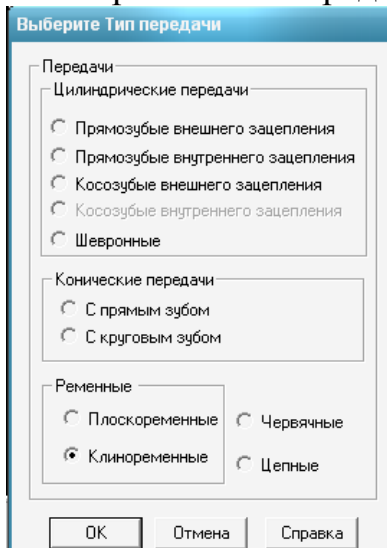 Выберите Тип передачи
Передачи
Цилиндрические передачи
Прямозубые внешнего зацепления
Прямозубые внутреннего зацепления
Косозубые внешнего зацепления
Косозубые внутреннего зацепления
Шевронные
Конические передачи
С прямым зубом
С круговым зубом
Ременные
Плоскоременные
Червячные
Клиноременные
Цепные
OK
Отмена
Справка